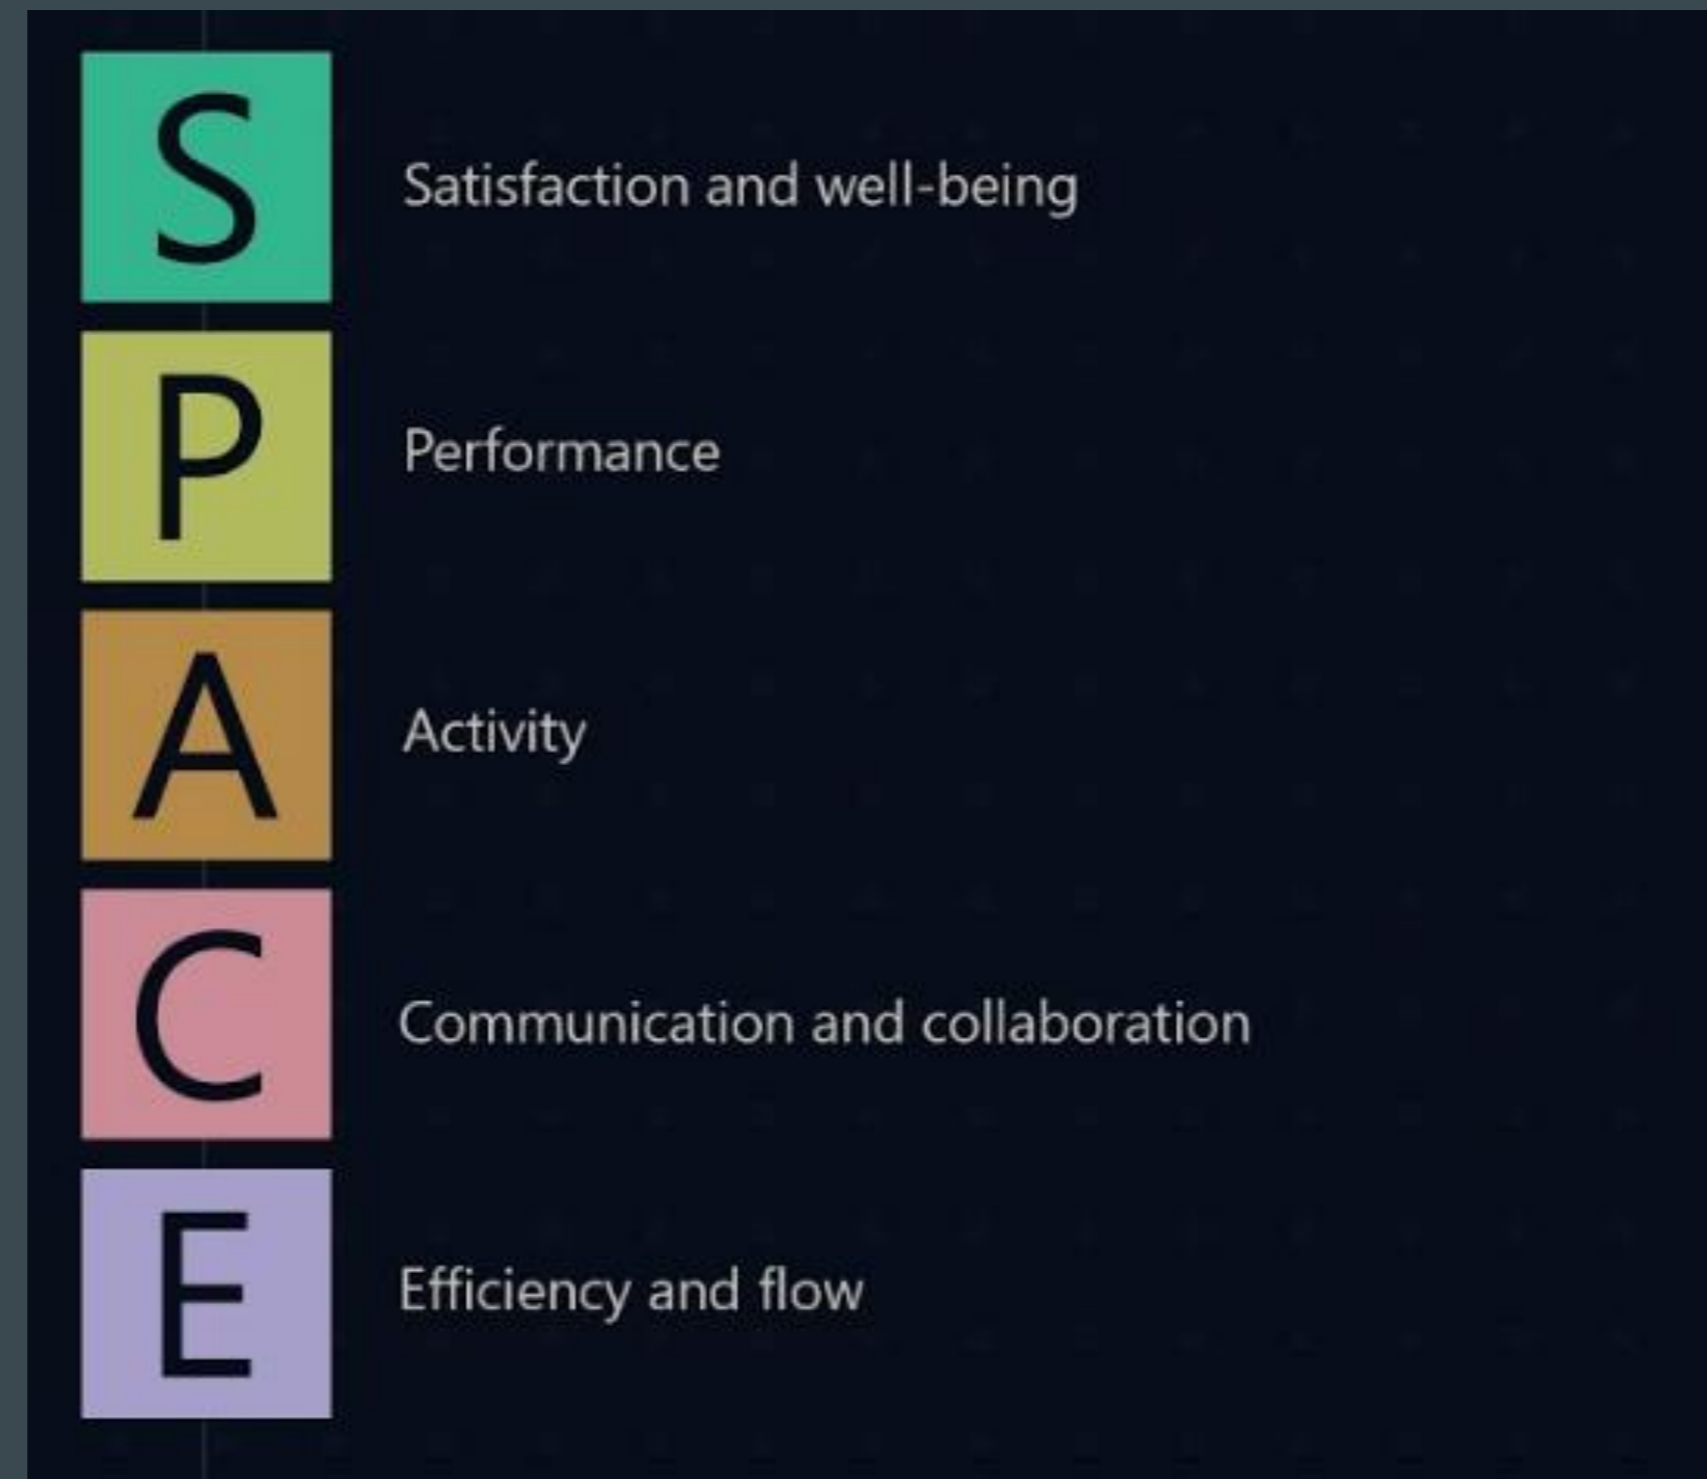 S
Satisfaction and well-being
P
Performance
A
Activity
C
Communication and collaboration
E
Efficiency and flow